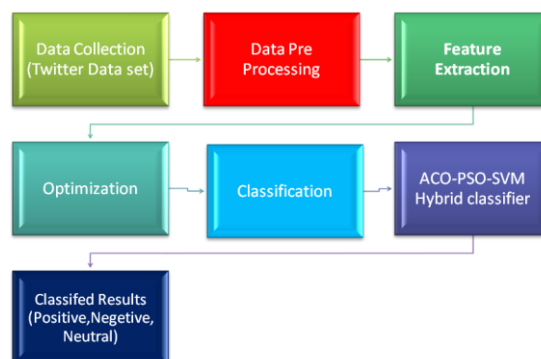 Data Collection
(Twitter Data set)
Data Pre
Processing
Feature
Extraction
Optimization
Classification
ACO-PSO-SVM
Hybrid classifier
Classifed Results
(Positive,Negetive,
Neutral)